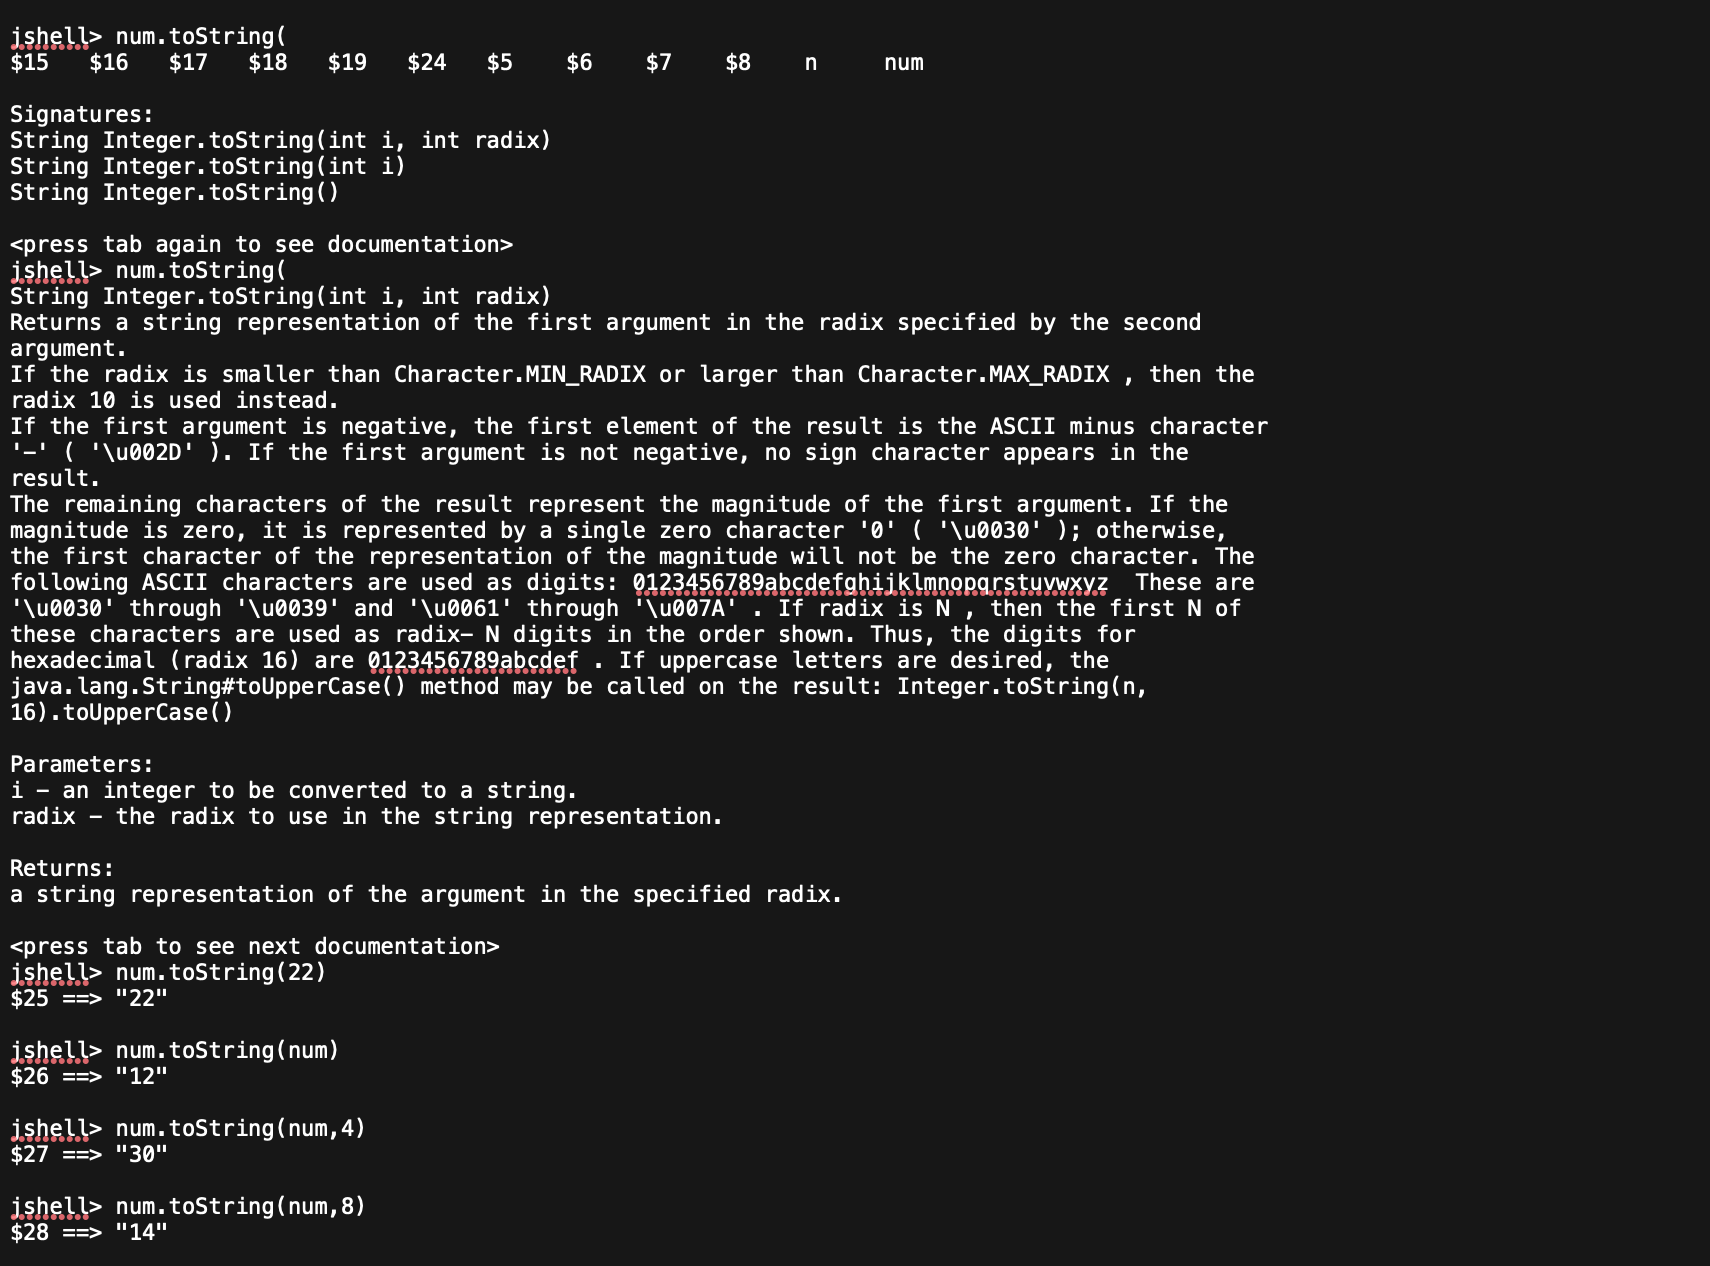 jshell> num.toString(
$15   $16   $17   $18   $19   $24   $5    $6    $7    $8    n     num
Signatures:
String Integer.toString(int i, int radix)
String Integer.toString(int i)
String Integer.toString()
<press tab again to see documentation>
jshell> num.toString(
String Integer.toString(int i, int radix)
Returns a string representation of the first argument in the radix specified by the second
argument.
If the radix is smaller than Character.MIN_RADIX or larger than Character.MAX_RADIX , then the
radix 10 is used instead.
If the first argument is negative, the first element of the result is the ASCII minus character
'-' ( '\u002D' ). If the first argument is not negative, no sign character appears in the
result.
The remaining characters of the result represent the magnitude of the first argument. If the
magnitude is zero, it is represented by a single zero character '0' ( '\u0030' ); otherwise,
the first character of the representation of the magnitude will not be the zero character. The
following ASCII characters are used as digits: 0123456789abcdefghijklmnopqrstuvwxyz  These are
'\u0030' through '\u0039' and '\u0061' through '\u007A' . If radix is N , then the first N of
these characters are used as radix- N digits in the order shown. Thus, the digits for
hexadecimal (radix 16) are 0123456789abcdef . If uppercase letters are desired, the
java.lang.String#toUpperCase() method may be called on the result: Integer.toString(n,
16).toUpperCase()
Parameters:
i - an integer to be converted to a string.
radix - the radix to use in the string representation.
Returns:
a string representation of the argument in the specified radix.
<press tab to see next documentation>
jshell> num.toString(22)
$25 ==> "22"
jshell> num.toString(num)
$26 ==> "12"
jshell> num.toString(num,4)
$27 ==> "30"
jshell> num.toString(num,8)
$28 ==> "14"